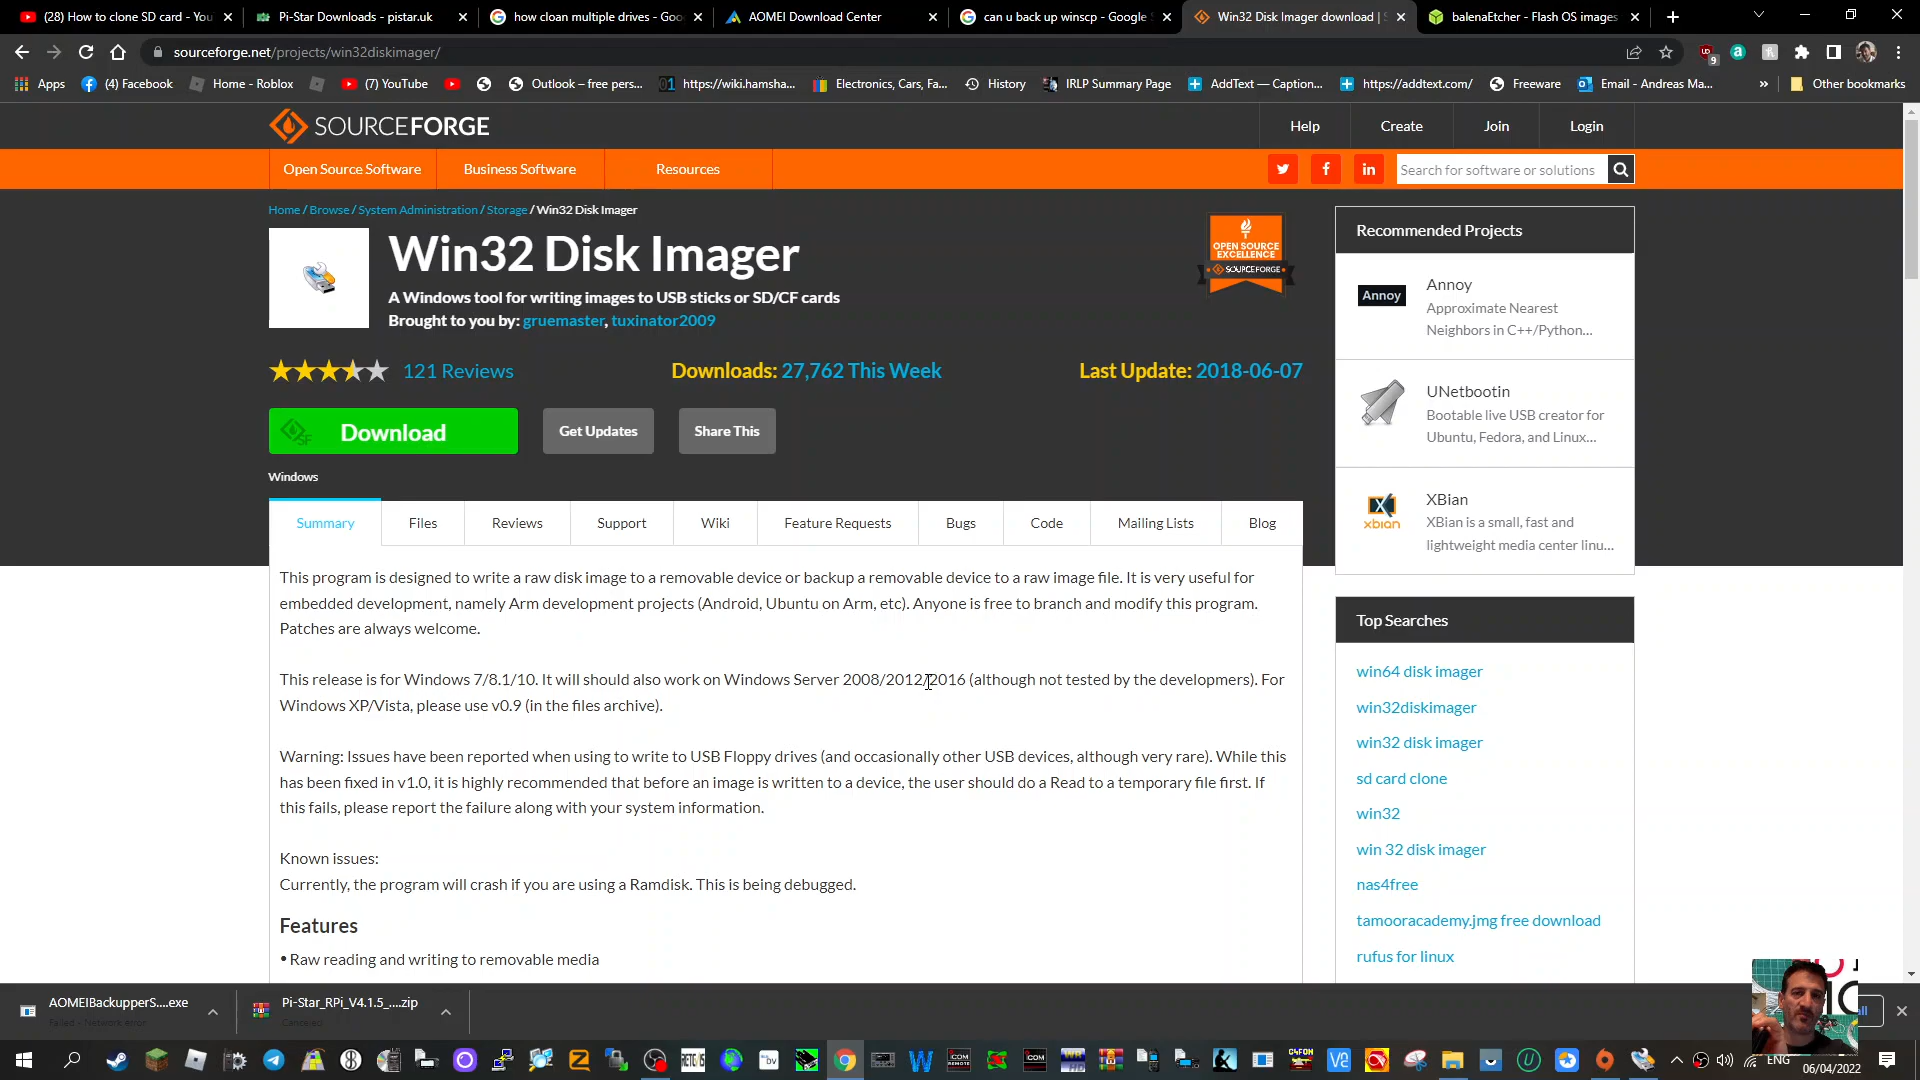 (28) How to clone SD card - You
Pi-Star Downloads - pistar.uk
how cloan multiple drives - Goo
AOMEI Download Center
can u back up winscp - Google S
Win32 Disk Imager download | S
balenaEtcher - Flash OS images
sourceforge.net/projects/win32diskimager/
Apps
(4) Facebook
Home - Roblox
(7) YouTube
Outlook – free pers...
https://wiki.hamsha...
Electronics, Cars, Fa...
History
IRLP Summary Page
AddText — Caption...
https://addtext.com/
Freeware
Email - Andreas Ma...
»
Other bookmarks
SOURCEFORGE
Help
Create
Join
Login
Open Source Software
Business Software
Resources
Search for software or solutions
Home / Browse / System Administration / Storage / Win32 Disk Imager
Win32 Disk Imager
A Windows tool for writing images to USB sticks or SD/CF cards
Brought to you by: gruemaster, tuxinator2009
OPEN SOURCE
EXCELLENCE
SOURCEFORGE
121 Reviews
Downloads: 27,762 This Week
Last Update: 2018-06-07
SF
Download
Get Updates
Share This
Windows
Summary
Files
Reviews
Support
Wiki
Feature Requests
Bugs
Code
Mailing Lists
Blog
This program is designed to write a raw disk image to a removable device or backup a removable device to a raw image file. It is very useful for
embedded development, namely Arm development projects (Android, Ubuntu on Arm, etc). Anyone is free to branch and modify this program.
Patches are always welcome.
This release is for Windows 7/8.1/10. It will should also work on Windows Server 2008/2012/2016 (although not tested by the developmers). For
Windows XP/Vista, please use v0.9 (in the files archive).
Warning: Issues have been reported when using to write to USB Floppy drives (and occasionally other USB devices, although very rare). While this
has been fixed in v1.0, it is highly recommended that before an image is written to a device, the user should do a Read to a temporary file first. If
this fails, please report the failure along with your system information.
Known issues:
Currently, the program will crash if you are using a Ramdisk. This is being debugged.
Features
• Raw reading and writing to removable media
Recommended Projects
Annoy
Annoy
Approximate Nearest
Neighbors in C++/Python...
UNetbootin
Bootable live USB creator for
Ubuntu, Fedora, and Linux...
xbian
XBian
XBian is a small, fast and
lightweight media center linu...
Top Searches
win64 disk imager
win32diskimager
win32 disk imager
sd card clone
win32
win 32 disk imager
nas4free
tamooracademy.jmg free download
rufus for linux
AOMEIBackupperS....exe
Failed - Network error
Pi-Star_RPi_V4.1.5_....zip
Canceled
ENG
06/04/2022